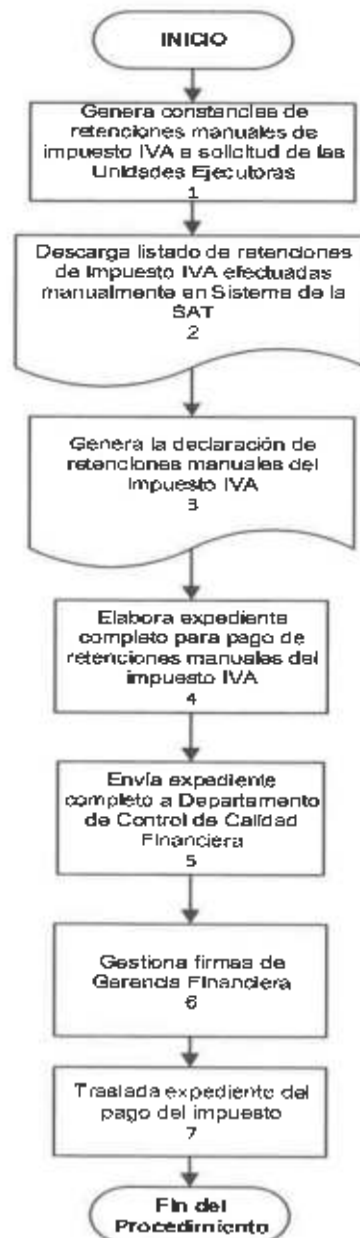 INICIO
Genera constancias de
retenciones manuales de
impuesto IVA a solicitud de las
Unidades Ejecutoras
1
Descarga listado de retenciones
de Impuesto IVA efectuadas
manualmente en Sistema de la
SAT
2
Genera la declaración de
retenciones manuales del
Impuesto IVA
3
Elabora expediente
completo para pago de
retenciones manuales del
impuesto IVA
4
Envía expediente
completo a Departamento
de Control de Calidad
Financiera
5
Gestiona firmas de
Gerencia Financiera
6
Traslada expediente del
pago del impuesto
7
Fin del
Procedimiento